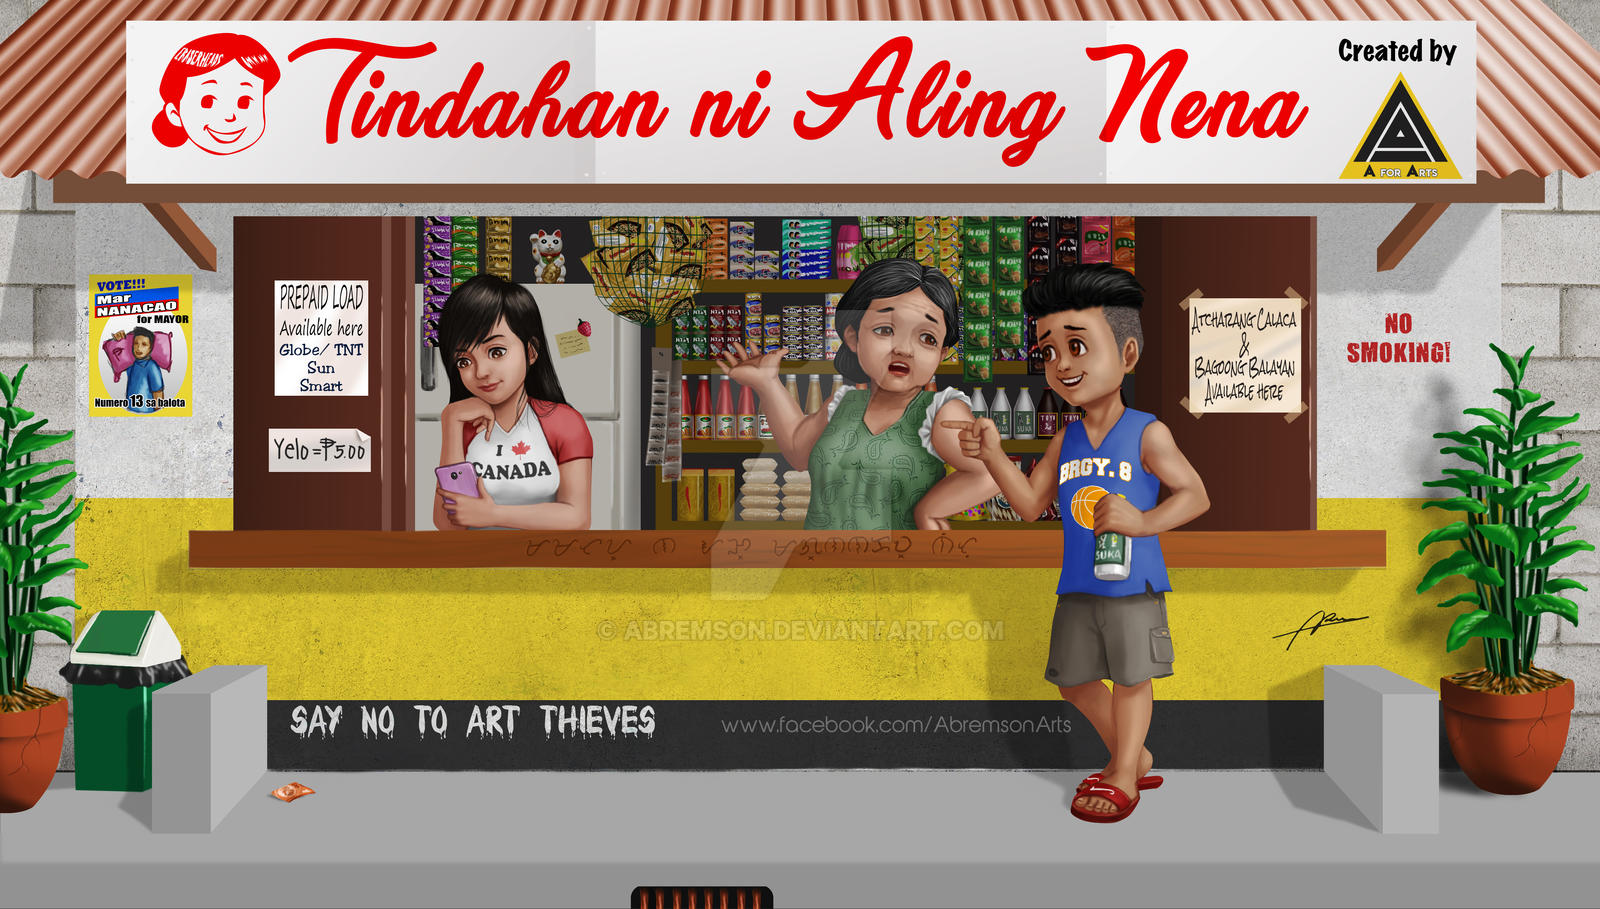 ERASERHEADS
Tindahan ni Aling Nena
Created by
A FOR ARTS
VOTE!!!
Mar
NANACAO
for MAYOR
Numero 13 sa balota
PREPAID LOAD
Available here
Globe/ TNT
Sun
Smart
Yelo = ₱5.00
I
CANADA
BRGY. 8
SUKA
TOYO
ATCHARANG CALACA
&
BAGOONG BALAYAN
AVAILABLE HERE
NO
SMOKING!
© ABREMSON.DEVIANTART.COM
SAY NO TO ART THIEVES
www.facebook.com/AbremsonArts